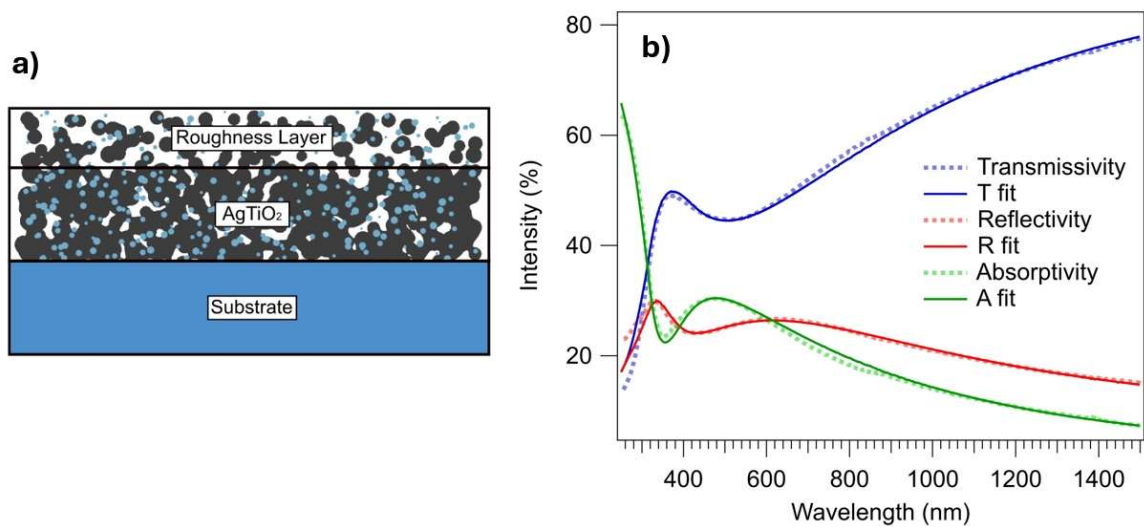 a)
Roughness Layer
AgTiO₂
Substrate
b)
80
60
40
20
Intensity (%)
Transmissivity
T fit
Reflectivity
R fit
Absorptivity
A fit
400 600 800 1000 1200 1400
Wavelength (nm)